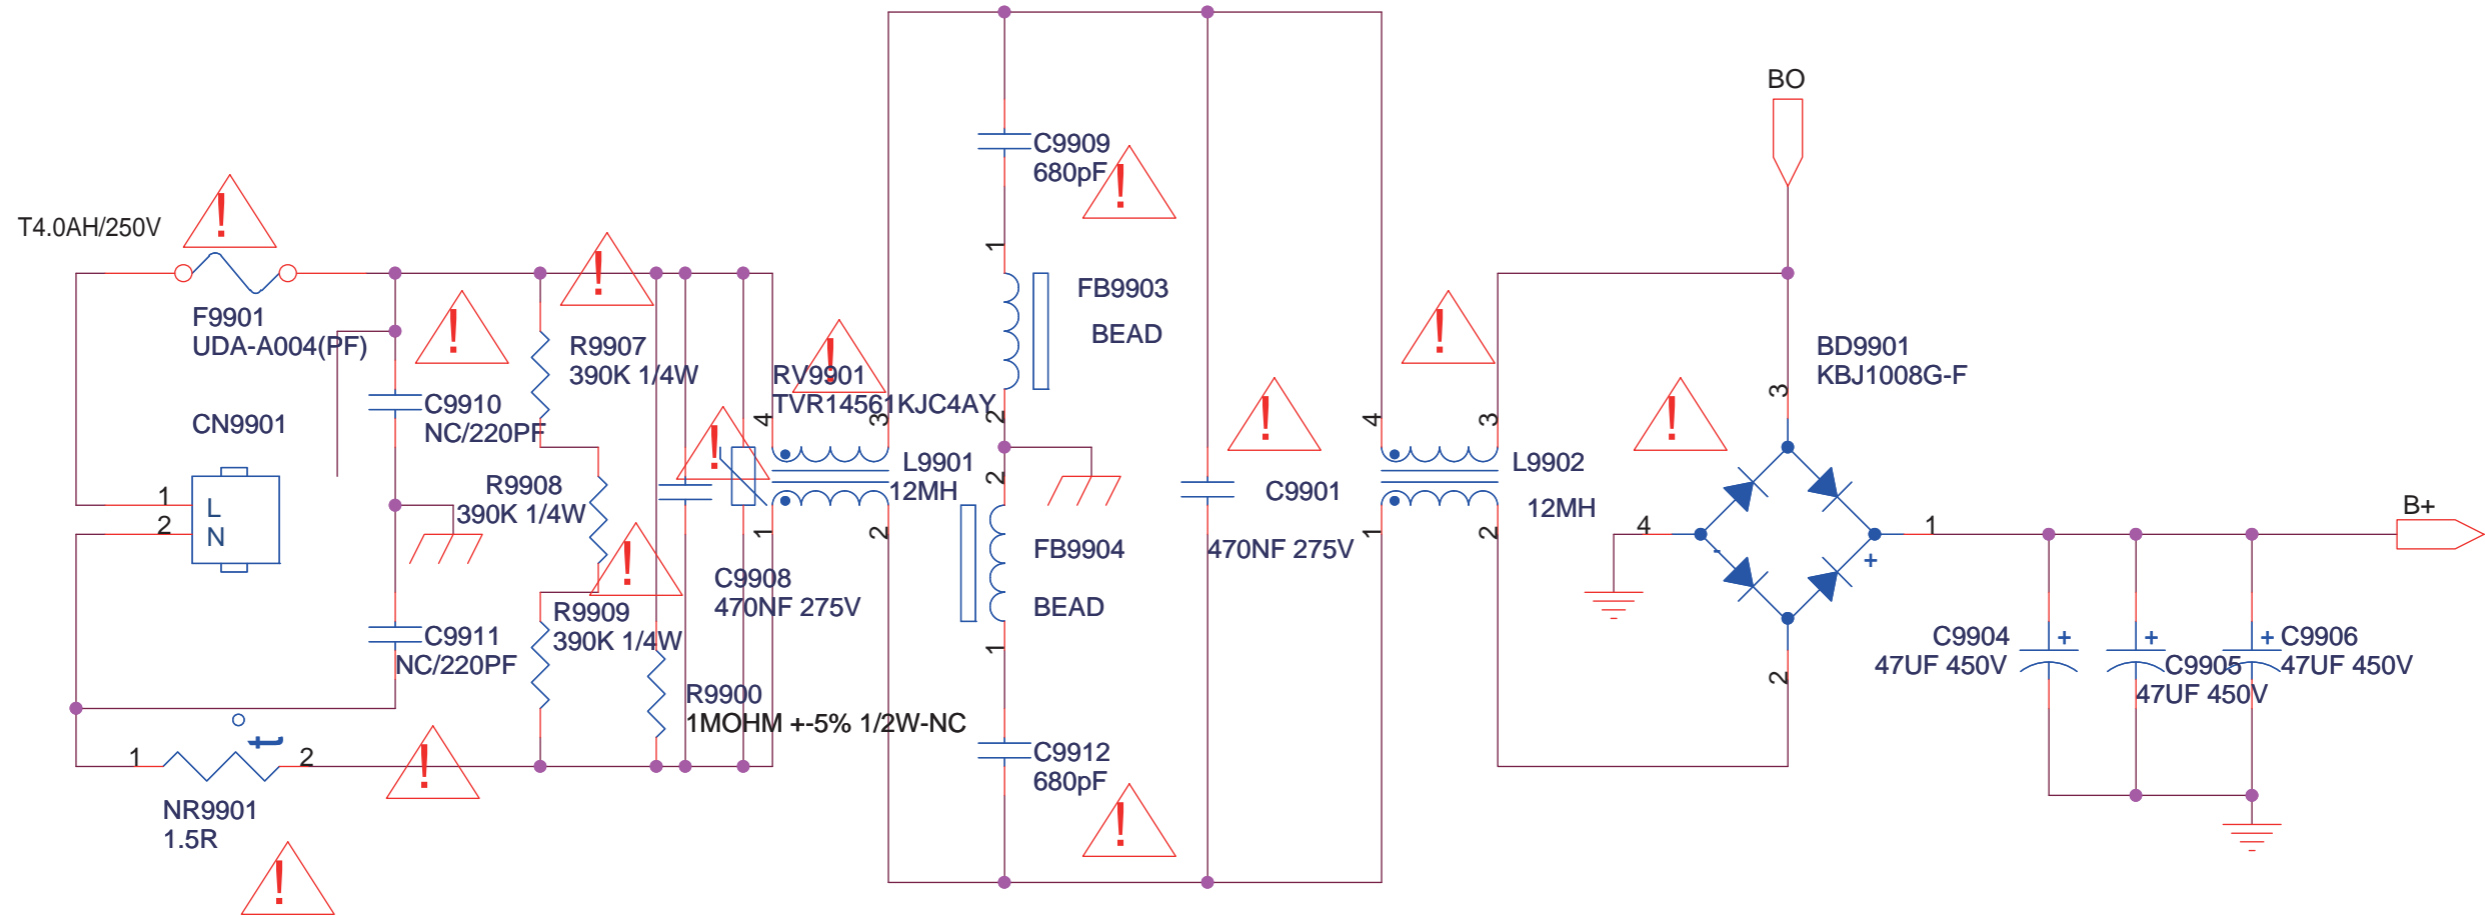 BO
C9909
680pF
T4.0AH/250V
1
F9901
UDA-A004(PF)
FB9903
BEAD
R9907
390K 1/4W
RV9901
TVR14561KJC4AY
BD9901
KBJ1008G-F
3
C9910
NC/220PF
CN9901
4
3
2
4
3
L9901
12MH
2
L9902
12MH
C9901
470NF 275V
1
L
2
N
R9908
390K 1/4W
1
2
1
2
4
-
+
1
B+
FB9904
BEAD
C9908
470NF 275V
R9909
390K 1/4W
C9911
NC/220PF
1
2
C9904
47UF 450V
+
+
C9905
47UF 450V
+
C9906
47UF 450V
R9900
1MOHM +-5% 1/2W-NC
C9912
680pF
t
1
2
NR9901
1.5R
!
!
!
!
!
!
!
!
!
!
!
!
!
!